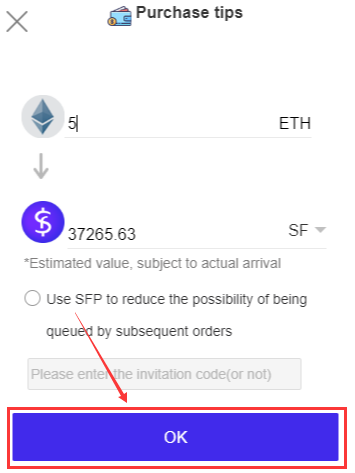 Purchase tips
5
ETH
37265.63
SF
*Estimated value, subject to actual arrival
Use SFP to reduce the possibility of being
queued by subsequent orders
Please enter the invitation code(or not)
OK